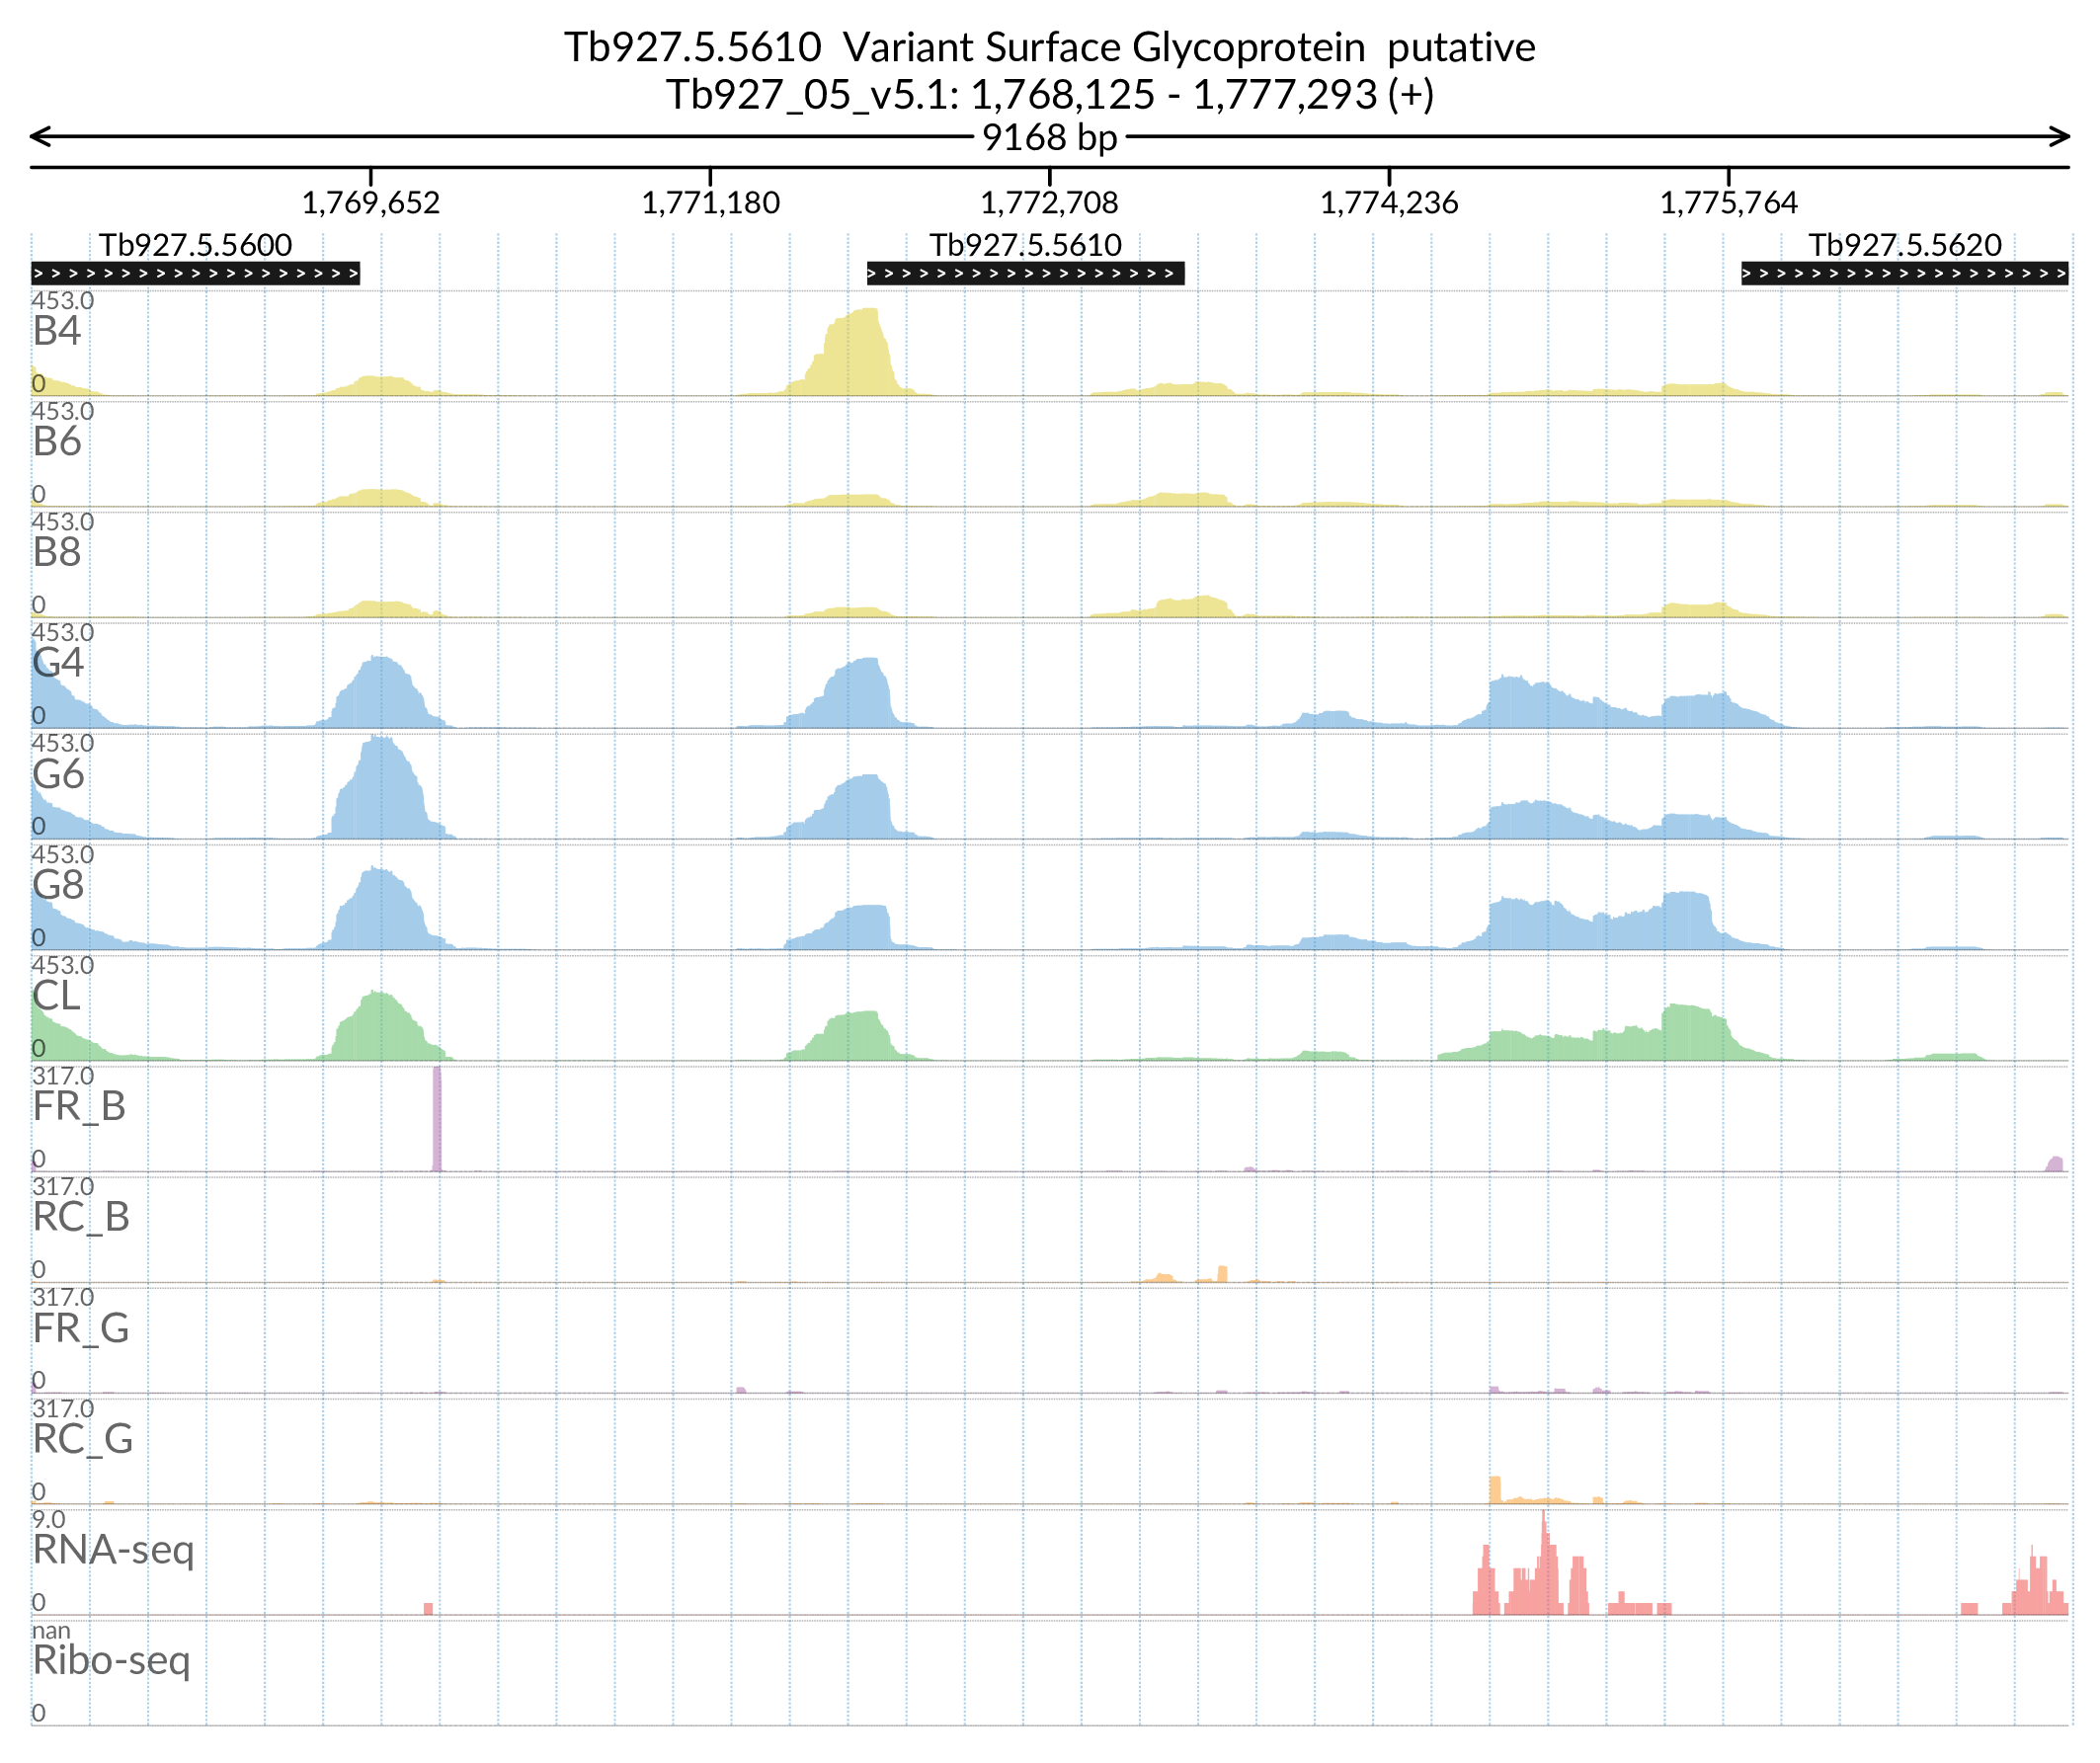 Tb927.5.5610  Variant Surface Glycoprotein  putative
Tb927_05_v5.1: 1,768,125 - 1,777,293 (+)
9168 bp
1,769,652 1,771,180 1,772,708 1,774,236 1,775,764
Tb927.5.5600 Tb927.5.5610 Tb927.5.5620
453.0
B4
0
453.0
B6
0
453.0
B8
0
453.0
G4
0
453.0
G6
0
453.0
G8
0
453.0
CL
0
317.0
FR_B
0
317.0
RC_B
0
317.0
FR_G
0
317.0
RC_G
0
9.0
RNA-seq
0
nan
Ribo-seq
0